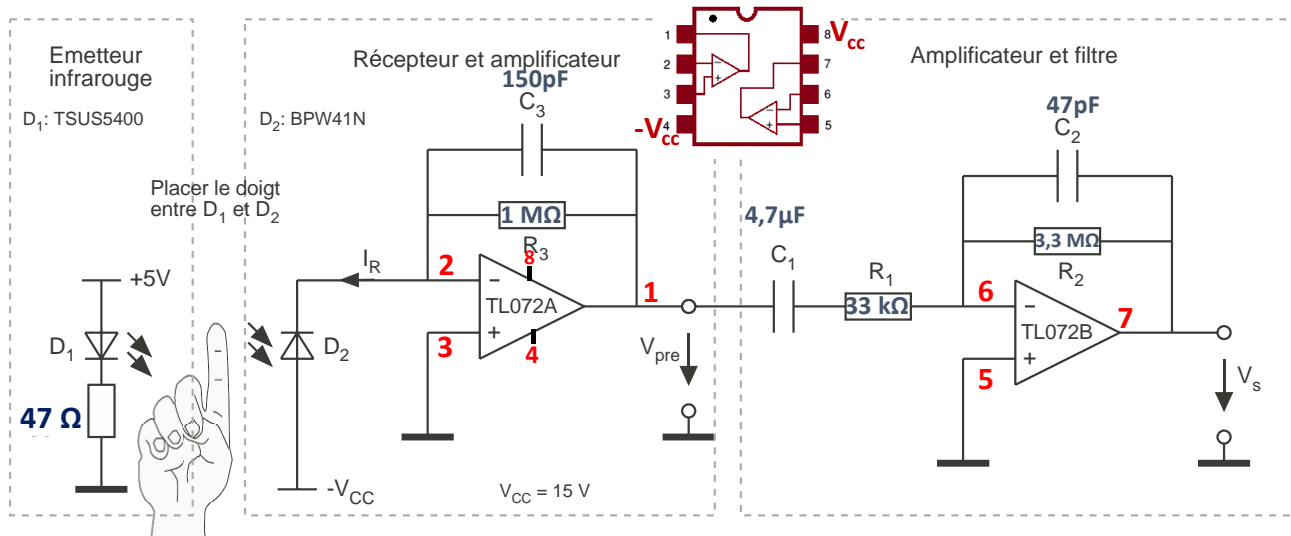 Emetteur
infrarouge
D1: TSUS5400
Placer le doigt
entre D1 et D2
+5V
D1
47 Ω
Récepteur et amplificateur
D2: BPW41N
150pF
C3
1 MΩ
R3
IR
2
8
TL072A
1
3
4
D2
Vpre
-VCC
VCC = 15 V
1
2
3
4
8
7
6
5
Vcc
-Vcc
Amplificateur et filtre
4,7µF
C1
R1
33 kΩ
47pF
C2
3,3 MΩ
R2
6
TL072B
7
5
Vs